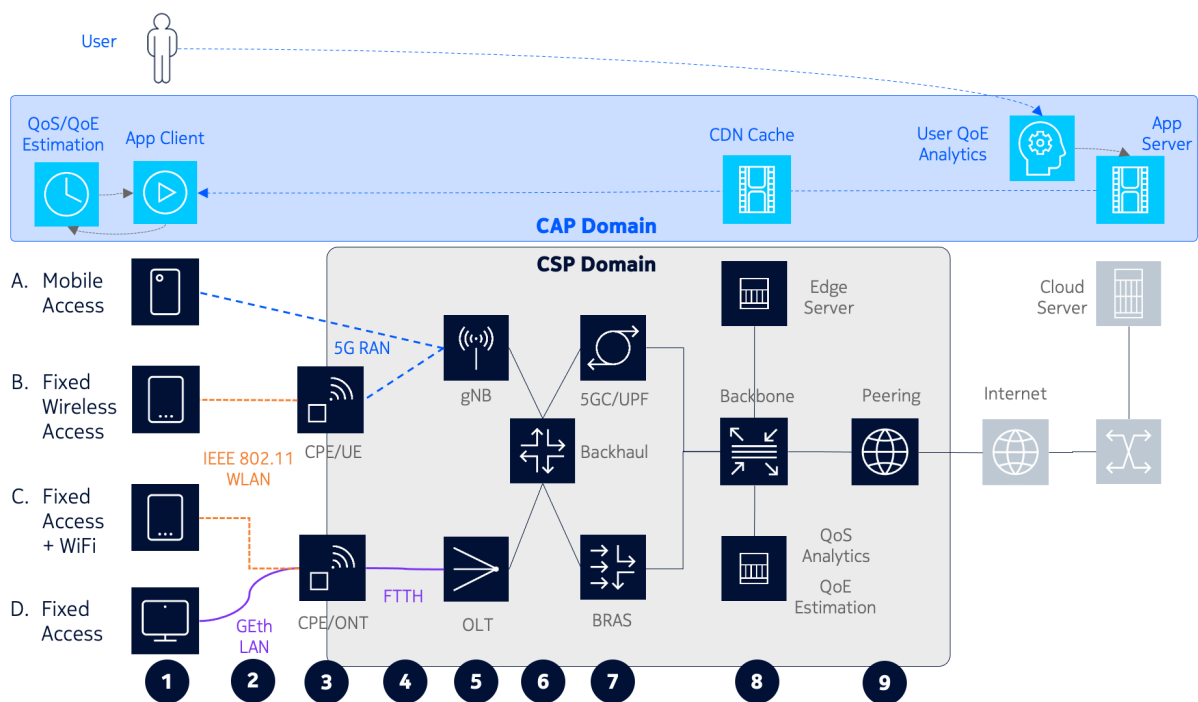 User
QoS/QoE
Estimation
App Client
CDN Cache
User QoE
Analytics
App
Server
CAP Domain
CSP Domain
A. Mobile
Access
5G RAN
gNB
5GC/UPF
Edge
Server
Cloud
Server
B. Fixed
Wireless
Access
CPE/UE
Backhaul
Backbone
Peering
Internet
IEEE 802.11
WLAN
C. Fixed
Access
+ WiFi
CPE/ONT
FTTH
OLT
BRAS
QoS
Analytics
QoE
Estimation
D. Fixed
Access
GEth
LAN
1 2 3 4 5 6 7 8 9